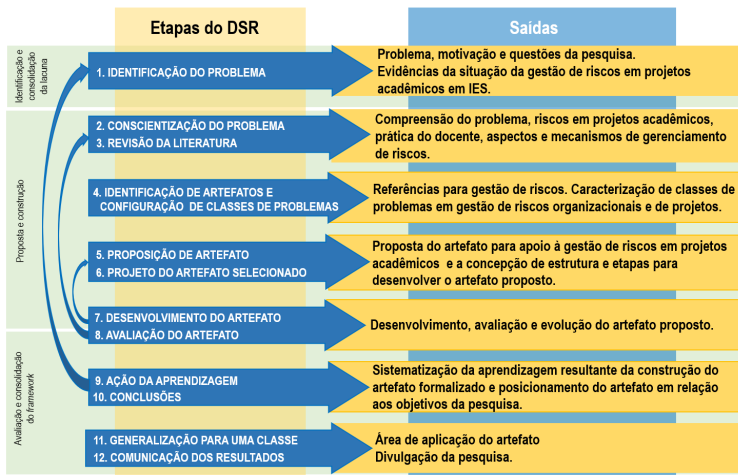 Etapas do DSR
Saídas
Identificação e
consolidação
da lacuna
1. IDENTIFICAÇÃO DO PROBLEMA
Problema, motivação e questões da pesquisa.
Evidências da situação da gestão de riscos em projetos
acadêmicos em IES.
Proposta e construção
2. CONSCIENTIZAÇÃO DO PROBLEMA
3. REVISÃO DA LITERATURA
Compreensão do problema, riscos em projetos acadêmicos,
prática do docente, aspectos e mecanismos de gerenciamento
de riscos.
4. IDENTIFICAÇÃO DE ARTEFATOS E
CONFIGURAÇÃO DE CLASSES DE PROBLEMAS
Referências para gestão de riscos. Caracterização de classes de
problemas em gestão de riscos organizacionais e de projetos.
5. PROPOSIÇÃO DE ARTEFATO
6. PROJETO DO ARTEFATO SELECIONADO
Proposta do artefato para apoio à gestão de riscos em projetos
acadêmicos e a concepção de estrutura e etapas para
desenvolver o artefato proposto.
7. DESENVOLVIMENTO DO ARTEFATO
8. AVALIAÇÃO DO ARTEFATO
Desenvolvimento, avaliação e evolução do artefato proposto.
Avaliação e consolidação
do framework
9. AÇÃO DA APRENDIZAGEM
10. CONCLUSÕES
Sistematização da aprendizagem resultante da construção do
artefato formalizado e posicionamento do artefato em relação
aos objetivos da pesquisa.
11. GENERALIZAÇÃO PARA UMA CLASSE
12. COMUNICAÇÃO DOS RESULTADOS
Área de aplicação do artefato
Divulgação da pesquisa.